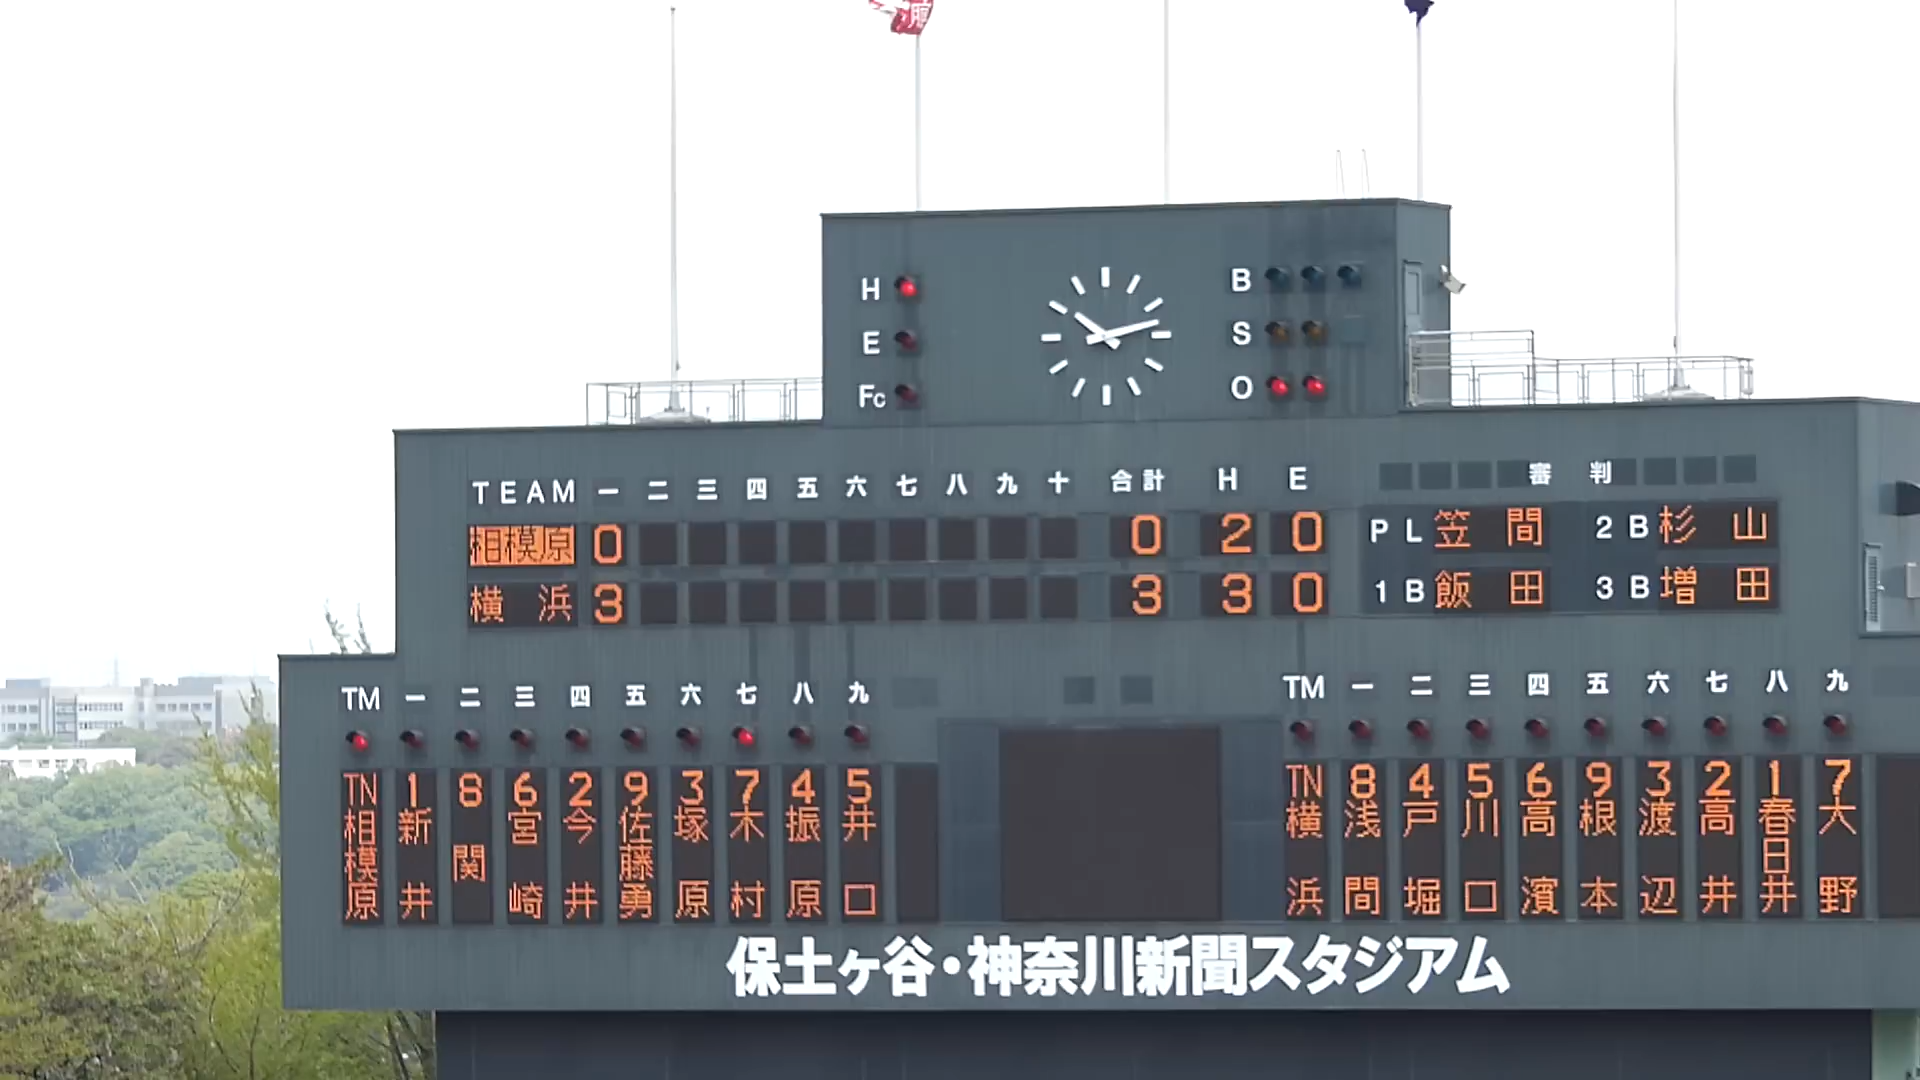 H
E
Fc
B
S
O
TEAM 一 二 三 四 五 六 七 八 九 十 合計 H E 審判
相模原 0 0 2 0 PL 笠間 2B 杉山
横浜 3 3 3 0 1B 飯田 3B 増田
TM 一 二 三 四 五 六 七 八 九 TM 一 二 三 四 五 六 七 八 九
TN 1 8 6 2 9 3 7 4 5 TN 8 4 5 6 9 3 2 1 7
相模原 新井 関 宮崎 今井 佐藤勇 塚原 木村 振原 井口 横浜 浅間 戸堀 川口 高濱 根本 渡辺 高井 春日井 大野
保土ヶ谷・神奈川新聞スタジアム